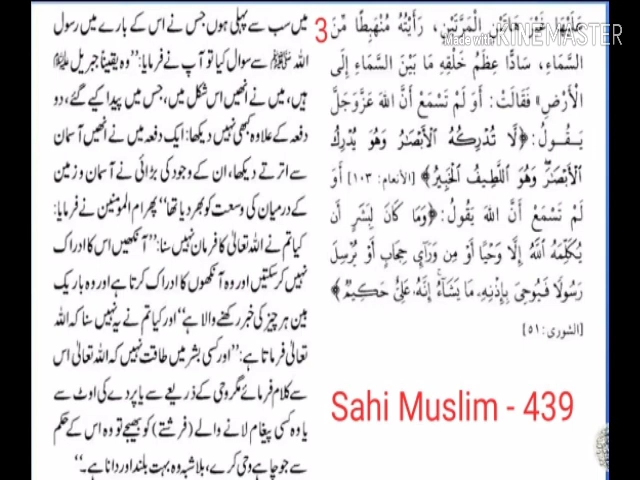 عَلَيْهَا غَيْرَ هَاتَيْنِ الْمَرَّتَيْنِ، رَأَيْتُهُ مُنْهَبِطًا مِّنَ
السَّمَاءِ، سَادًّا عِظَمُ خَلْقِهِ مَا بَيْنَ السَّمَاءِ إِلَى
الْأَرْضِ» فَقَالَتْ: أَوَ لَمْ تَسْمَعْ أَنَّ اللهَ عَزَّوَجَلَّ
يَقُولُ: ﴿لَا تُدْرِكُهُ الْأَبْصَارُ وَهُوَ يُدْرِكُ
الْأَبْصَارَ وَهُوَ اللَّطِيفُ الْخَبِيرُ﴾ [الأنعام: ١٠٣] أَوَ
لَمْ تَسْمَعْ أَنَّ اللهَ يَقُولُ: ﴿وَمَا كَانَ لِبَشَرٍ أَن
يُكَلِّمَهُ اللَّهُ إِلَّا وَحْيًا أَوْ مِن وَرَآئِ حِجَابٍ أَوْ يُرْسِلَ
رَسُولًا فَيُوحِيَ بِإِذْنِهِ، مَا يَشَآءُ إِنَّهُ، عَلِيٌّ حَكِيمٌ﴾
[الشورى: ٥١]
3
میں سب سے پہلی ہوں جس نے اس کے بارے میں رسول
اللہ ﷺ سے سوال کیا تو آپ نے فرمایا: ’’وہ یقیناً جبریل علیہ السلام
ہیں، میں نے انھیں اس شکل میں، جس میں پیدا کیے گئے، دو
دفعہ کے علاوہ کبھی نہیں دیکھا: ایک دفعہ میں نے انھیں آسمان
سے اترتے دیکھا، ان کے وجود کی بڑائی نے آسمان و زمین
کے درمیان کی وسعت کو بھر دیا تھا‘‘ پھر ام المومنین نے فرمایا:
کیا تم نے اللہ تعالیٰ کا فرمان نہیں سنا: ’’آنکھیں اس کا ادراک
نہیں کر سکتیں اور وہ آنکھوں کا ادراک کرتا ہے اور وہ باریک
بین ہر چیز کی خبر رکھنے والا ہے‘‘ اور کیا تم نے یہ نہیں سنا کہ اللہ
تعالیٰ فرماتا ہے: ’’اور کسی بشر میں طاقت نہیں کہ اللہ تعالیٰ اس
سے کلام فرمائے مگر وحی کے ذریعے سے یا پردے کی اوٹ سے
یا وہ کسی پیغام لانے والے (فرشتے) کو بھیجے تو وہ اس کے حکم
سے جو چاہے وحی کرے، بلاشبہ وہ بہت بلند اور دانا ہے۔‘‘
Sahi Muslim - 439
Made with KINEMASTER